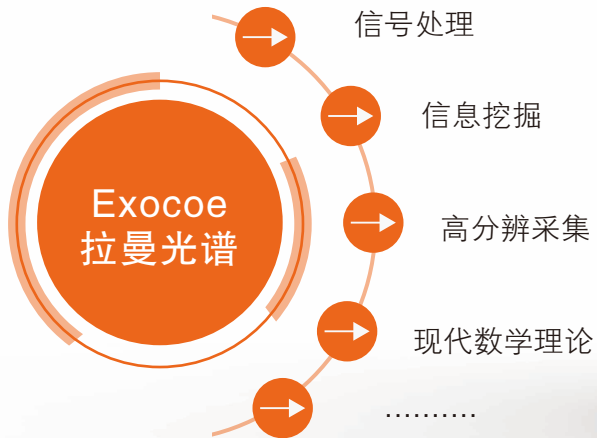 信号处理
信息挖掘
Exocoe
拉曼光谱
高分辨采集
现代数学理论
..........